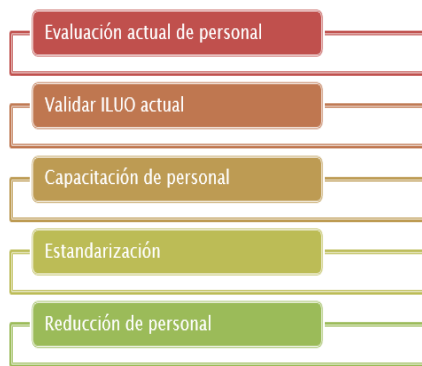 Evaluación actual de personal
Validar ILUO actual
Capacitación de personal
Estandarización
Reducción de personal